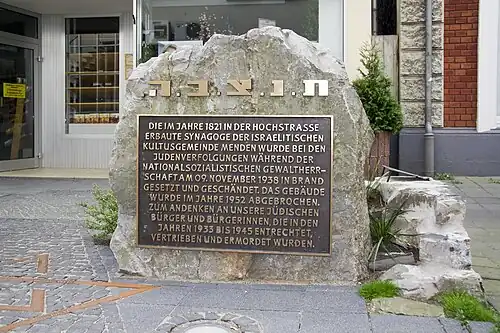 ת.נ.צ.ב.ה.
DIE IM JAHRE 1821 IN DER HOCHSTRASSE
ERBAUTE SYNAGOGE DER ISRAELITISCHEN
KULTUSGEMEINDE MENDEN WURDE BEI DEN
JUDENVERFOLGUNGEN WÄHREND DER
NATIONALSOZIALISTISCHEN GEWALTHERR-
SCHAFT AM 09. NOVEMBER 1938 IN BRAND
GESETZT UND GESCHÄNDET. DAS GEBÄUDE
WURDE IM JAHRE 1952 ABGEBROCHEN.
ZUM ANDENKEN AN UNSERE JÜDISCHEN
BÜRGER UND BÜRGERINNEN, DIE IN DEN
JAHREN 1933 BIS 1945 ENTRECHTET,
VERTRIEBEN UND ERMORDET WURDEN.